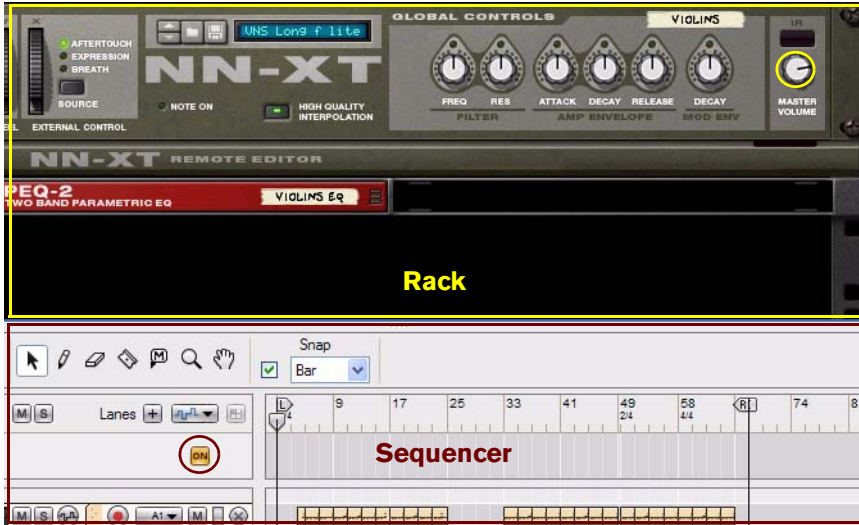 GLOBAL CONTROLS
VIOLINS
IR
AFTERTOUCH
EXPRESSION
BREATH
VNS Long f lite
NN-XT
SOURCE
NOTE ON
HIGH QUALITY
INTERPOLATION
FREQ RES ATTACK DECAY RELEASE DECAY
FILTER AMP ENVELOPE MOD ENV
MASTER
VOLUME
EXTERNAL CONTROL
NN-XT REMOTE EDITOR
PEQ-2
TWO BAND PARAMETRIC EQ
VIOLINS EQ
Rack
Snap
Bar
M S Lanes +
L 9 17 25 33 41 49 58 R 74
4 2/4 4/4
ON
Sequencer
M S A1 M